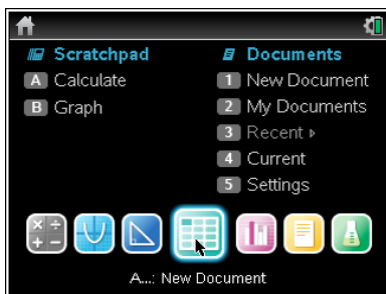 Scratchpad
A Calculate
B Graph
Documents
1 New Document
2 My Documents
3 Recent ▸
4 Current
5 Settings
A...: New Document